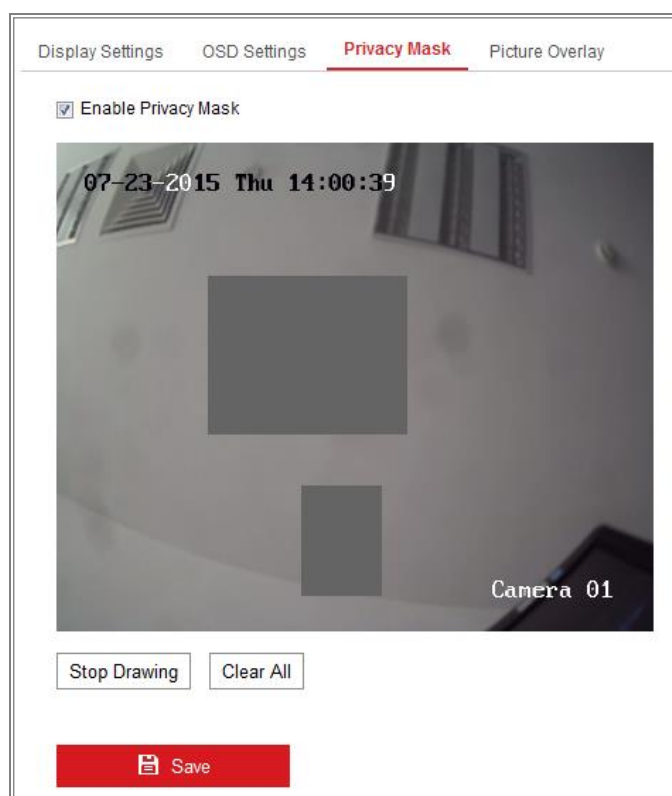 Display Settings OSD Settings Privacy Mask Picture Overlay
Enable Privacy Mask
07-23-2015 Thu 14:00:39
Camera 01
Stop Drawing Clear All
Save